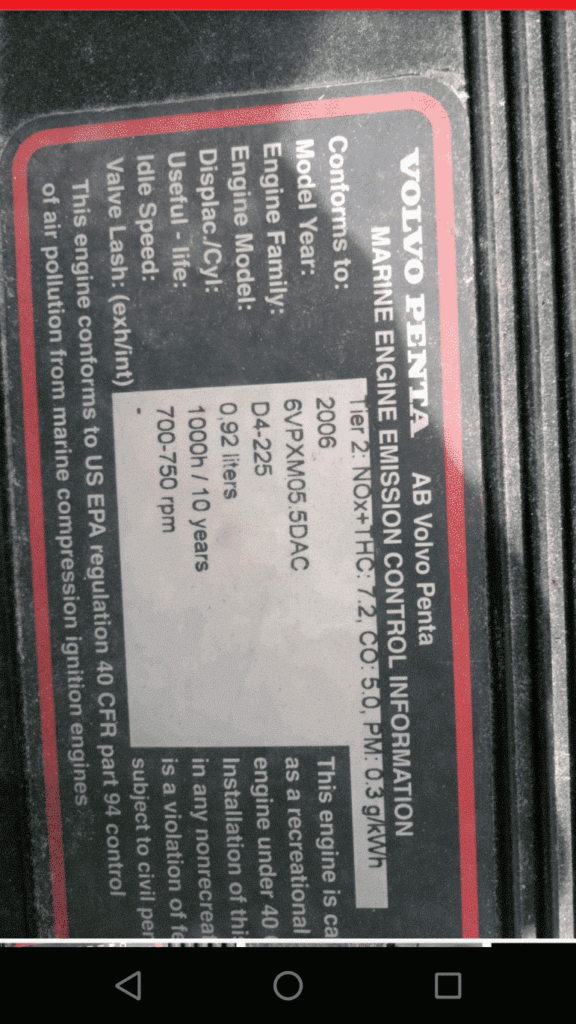 VOLVO PENTA AB Volvo Penta
MARINE ENGINE EMISSION CONTROL INFORMATION
Conforms to: Tier 2: NOx+THC: 7.2, CO: 5.0, PM: 0.3 g/kWh
Model Year: 2006
Engine Family: 6VPXM05.5DAC
Engine Model: D4-225
Displac./Cyl: 0,92 liters
Useful - life: 1000h / 10 years
Idle Speed: 700-750 rpm
Valve Lash: (exh/int) -
This engine is ca
as a recreational
engine under 40
Installation of this
in any nonrecrea
is a violation of fe
subject to civil per
This engine conforms to US EPA regulation 40 CFR part 94 control
of air pollution from marine compression ignition engines